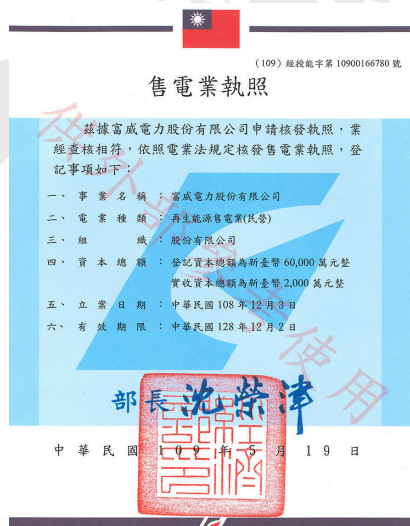 (109)經授能字第 10900166780 號
售電業執照
茲據富威電力股份有限公司申請核發執照，業
經查核相符，依照電業法規定核發售電業執照，登
記事項如下：
一、事業名稱：富威電力股份有限公司
二、電業種類：再生能源售電業(民營)
三、組織：股份有限公司
四、資本總額：登記資本總額為新臺幣 60,000 萬元整
實收資本總額為新臺幣 2,000 萬元整
五、立案日期：中華民國 108 年 12 月 3 日
六、有效期限：中華民國 128 年 12 月 2 日
部長沈榮津
中華民國 109 年 5 月 19 日
供外部參考使用